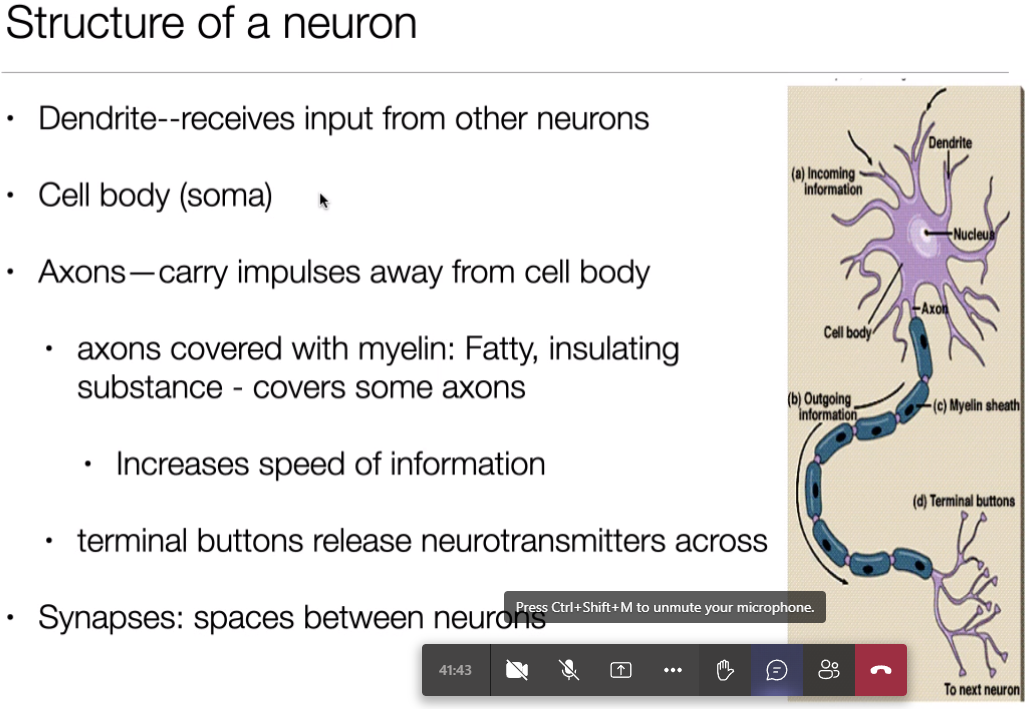 Structure of a neuron
• Dendrite--receives input from other neurons
• Cell body (soma)
• Axons—carry impulses away from cell body
• axons covered with myelin: Fatty, insulating
substance - covers some axons
• Increases speed of information
• terminal buttons release neurotransmitters across
• Synapses: spaces between neurons
Dendrite
(a) Incoming
information
Nucleus
Axon
Cell body
(b) Outgoing
information
(c) Myelin sheath
(d) Terminal buttons
To next neuron
Press Ctrl+Shift+M to unmute your microphone.
41:43